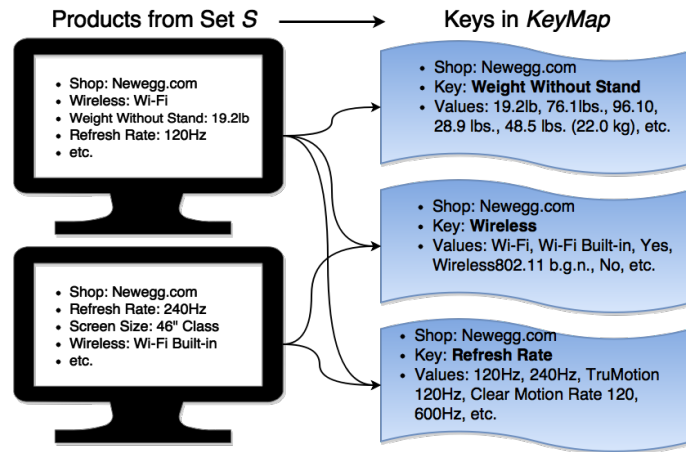 Products from Set S
Keys in KeyMap
• Shop: Newegg.com
• Wireless: Wi-Fi
• Weight Without Stand: 19.2lb
• Refresh Rate: 120Hz
• etc.
• Shop: Newegg.com
• Refresh Rate: 240Hz
• Screen Size: 46" Class
• Wireless: Wi-Fi Built-in
• etc.
• Shop: Newegg.com
• Key: Weight Without Stand
• Values: 19.2lb, 76.1lbs., 96.10,
28.9 lbs., 48.5 lbs. (22.0 kg), etc.
• Shop: Newegg.com
• Key: Wireless
• Values: Wi-Fi, Wi-Fi Built-in, Yes,
Wireless802.11 b.g.n., No, etc.
• Shop: Newegg.com
• Key: Refresh Rate
• Values: 120Hz, 240Hz, TruMotion
120Hz, Clear Motion Rate 120,
600Hz, etc.